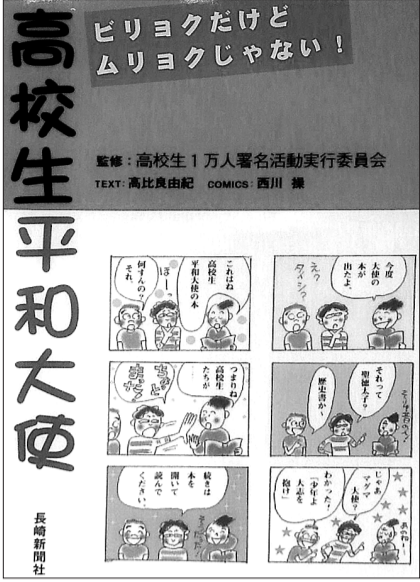 ビリョクだけど
ムリョクじゃない！
高校生平和大使
監修：高校生１万人署名活動実行委員会
TEXT：高比良由紀　COMICS：西川　操
今度
大使の
本が
出たよ。
えっ？
タイシ？
それって
聖徳太子？
歴史書か
じゃあ
マグマ
大使？
わかった！
「少年よ
大志を
抱け」
これはね
高校生
平和大使の本
ほーっ
何すんの？
それ。
つまりね
高校生
たちが
続きは
本を
開いて
読んで
ください。
長崎新聞社